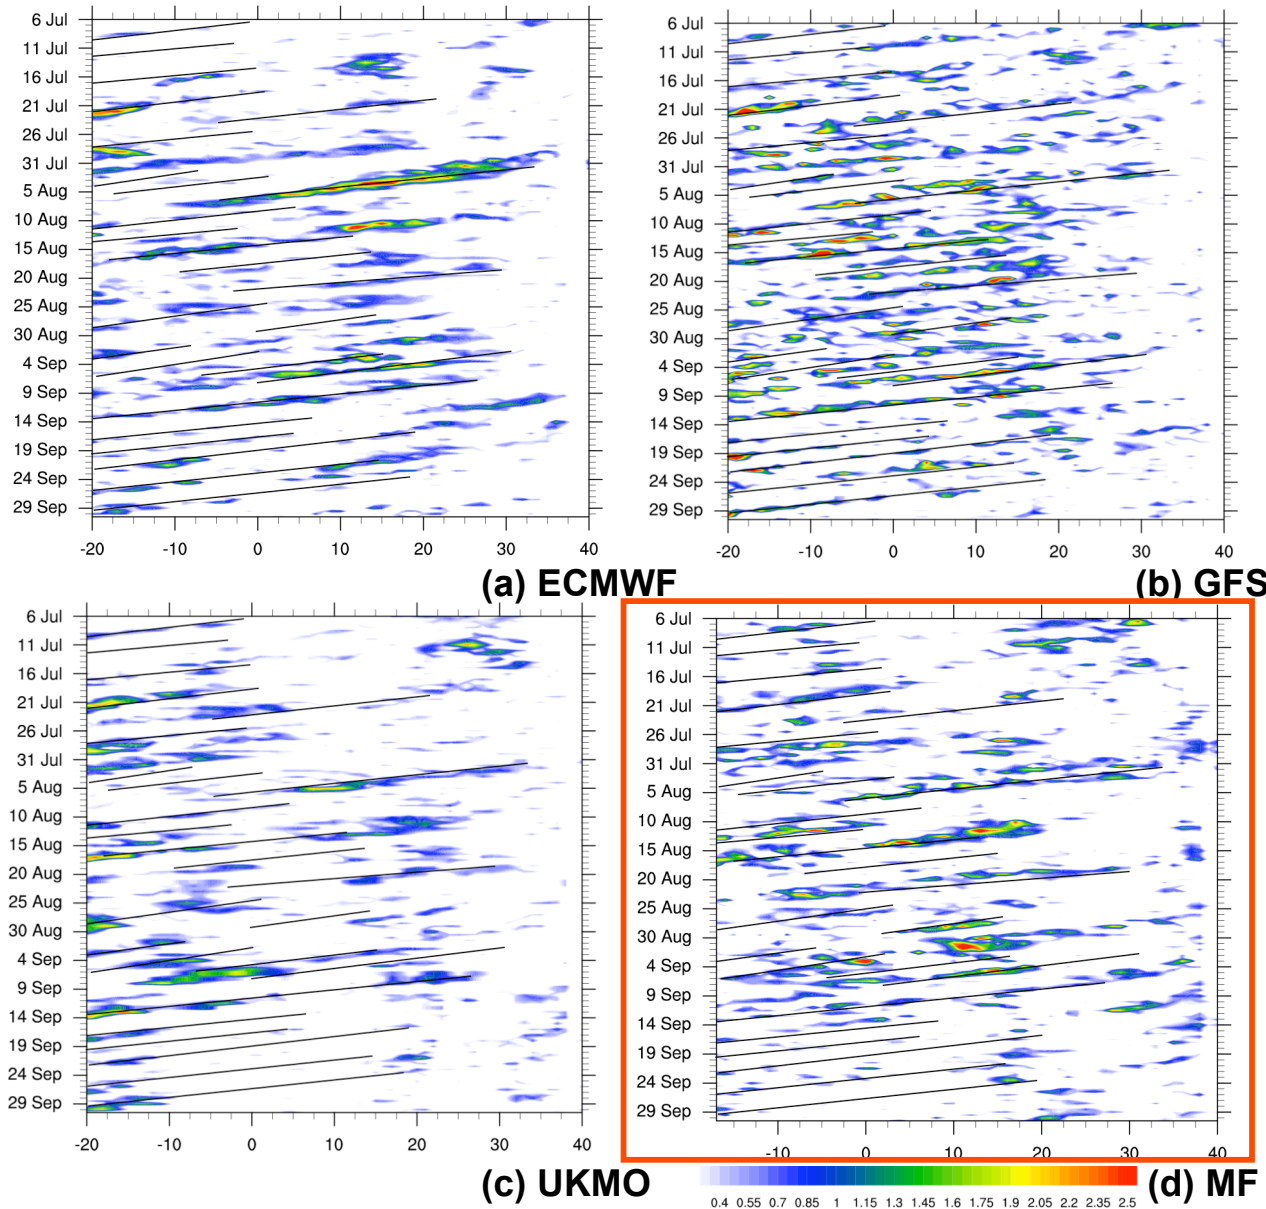 6 Jul
11 Jul
16 Jul
21 Jul
26 Jul
31 Jul
5 Aug
10 Aug
15 Aug
20 Aug
25 Aug
30 Aug
4 Sep
9 Sep
14 Sep
19 Sep
24 Sep
29 Sep
-20 -10 0 10 20 30 40
(a) ECMWF
6 Jul
11 Jul
16 Jul
21 Jul
26 Jul
31 Jul
5 Aug
10 Aug
15 Aug
20 Aug
25 Aug
30 Aug
4 Sep
9 Sep
14 Sep
19 Sep
24 Sep
29 Sep
-20 -10 0 10 20 30 40
(b) GFS
6 Jul
11 Jul
16 Jul
21 Jul
26 Jul
31 Jul
5 Aug
10 Aug
15 Aug
20 Aug
25 Aug
30 Aug
4 Sep
9 Sep
14 Sep
19 Sep
24 Sep
29 Sep
-20 -10 0 10 20 30 40
(c) UKMO
6 Jul
11 Jul
16 Jul
21 Jul
26 Jul
31 Jul
5 Aug
10 Aug
15 Aug
20 Aug
25 Aug
30 Aug
4 Sep
9 Sep
14 Sep
19 Sep
24 Sep
29 Sep
-10 0 10 20 30 40
(d) MF
0.4 0.55 0.7 0.85 1 1.15 1.3 1.45 1.6 1.75 1.9 2.05 2.2 2.35 2.5